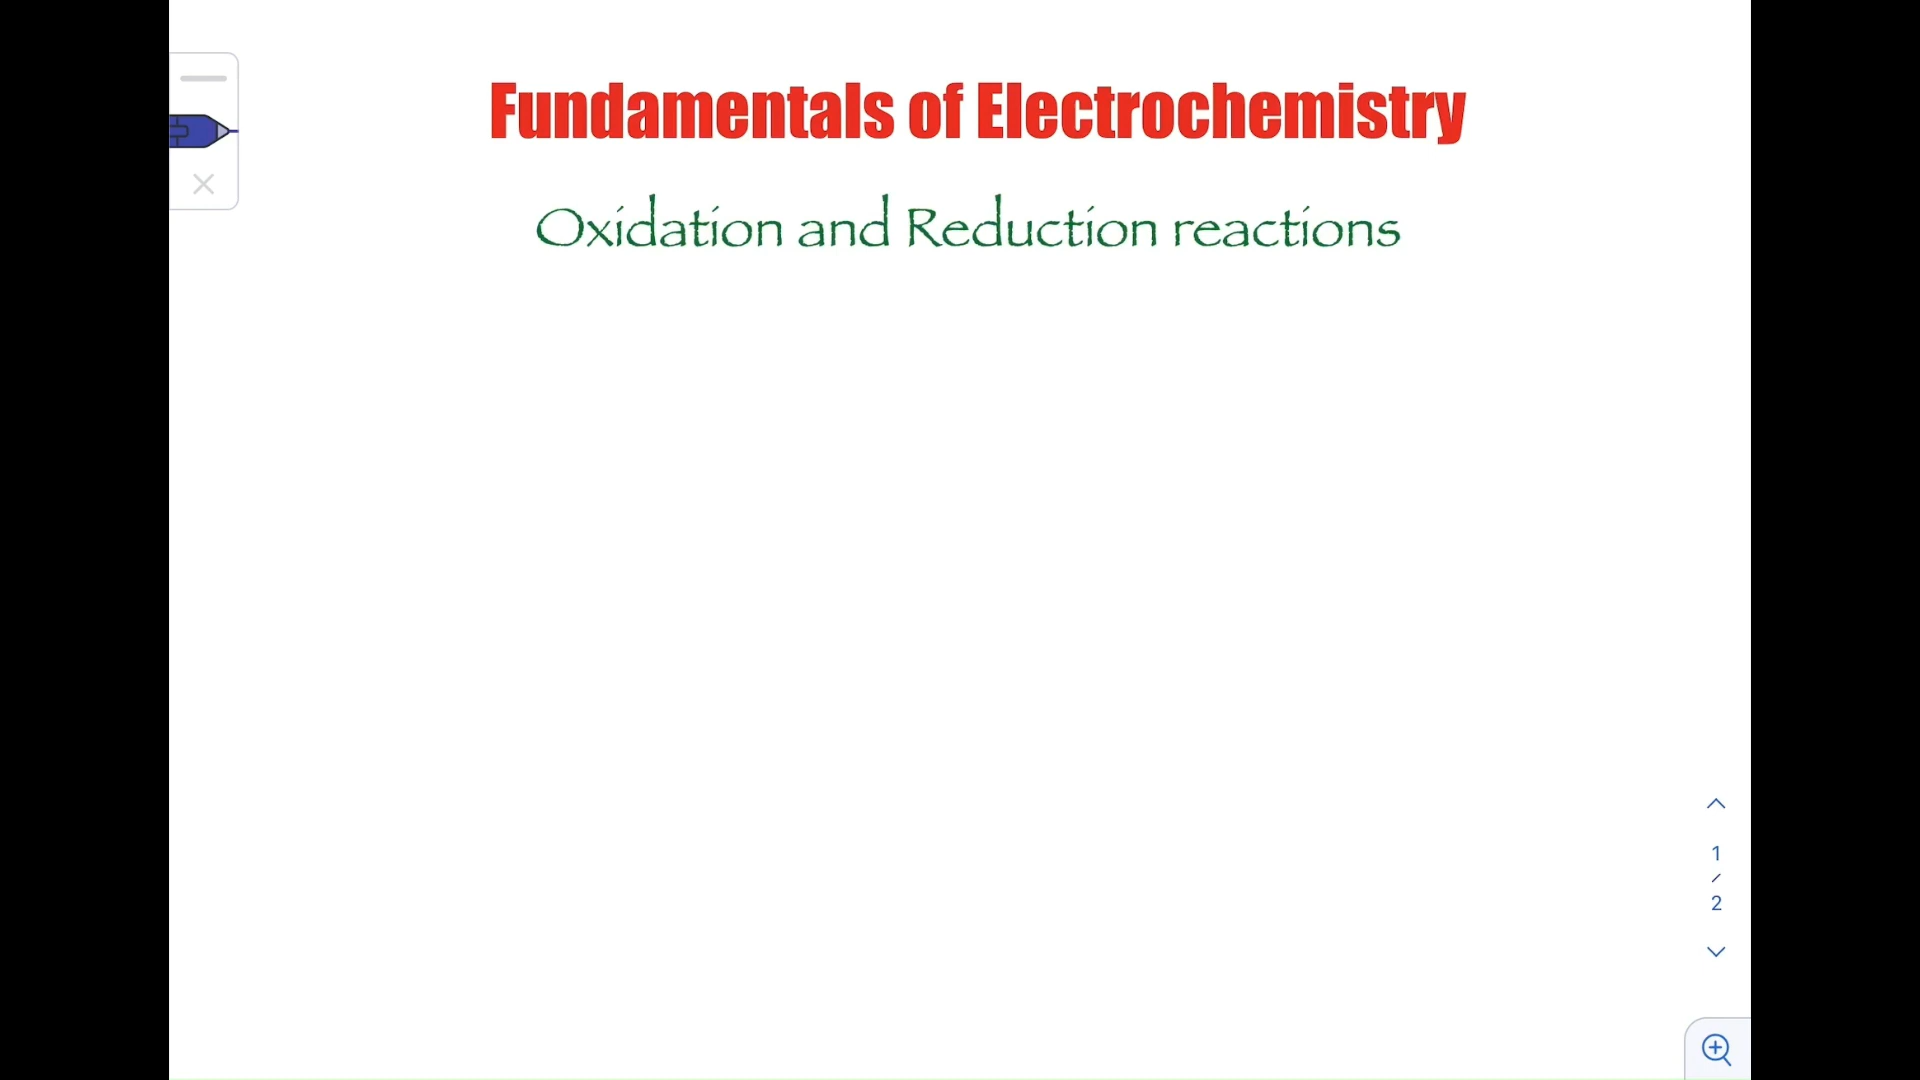 Fundamentals of Electrochemistry
Oxidation and Reduction reactions
1
/
2